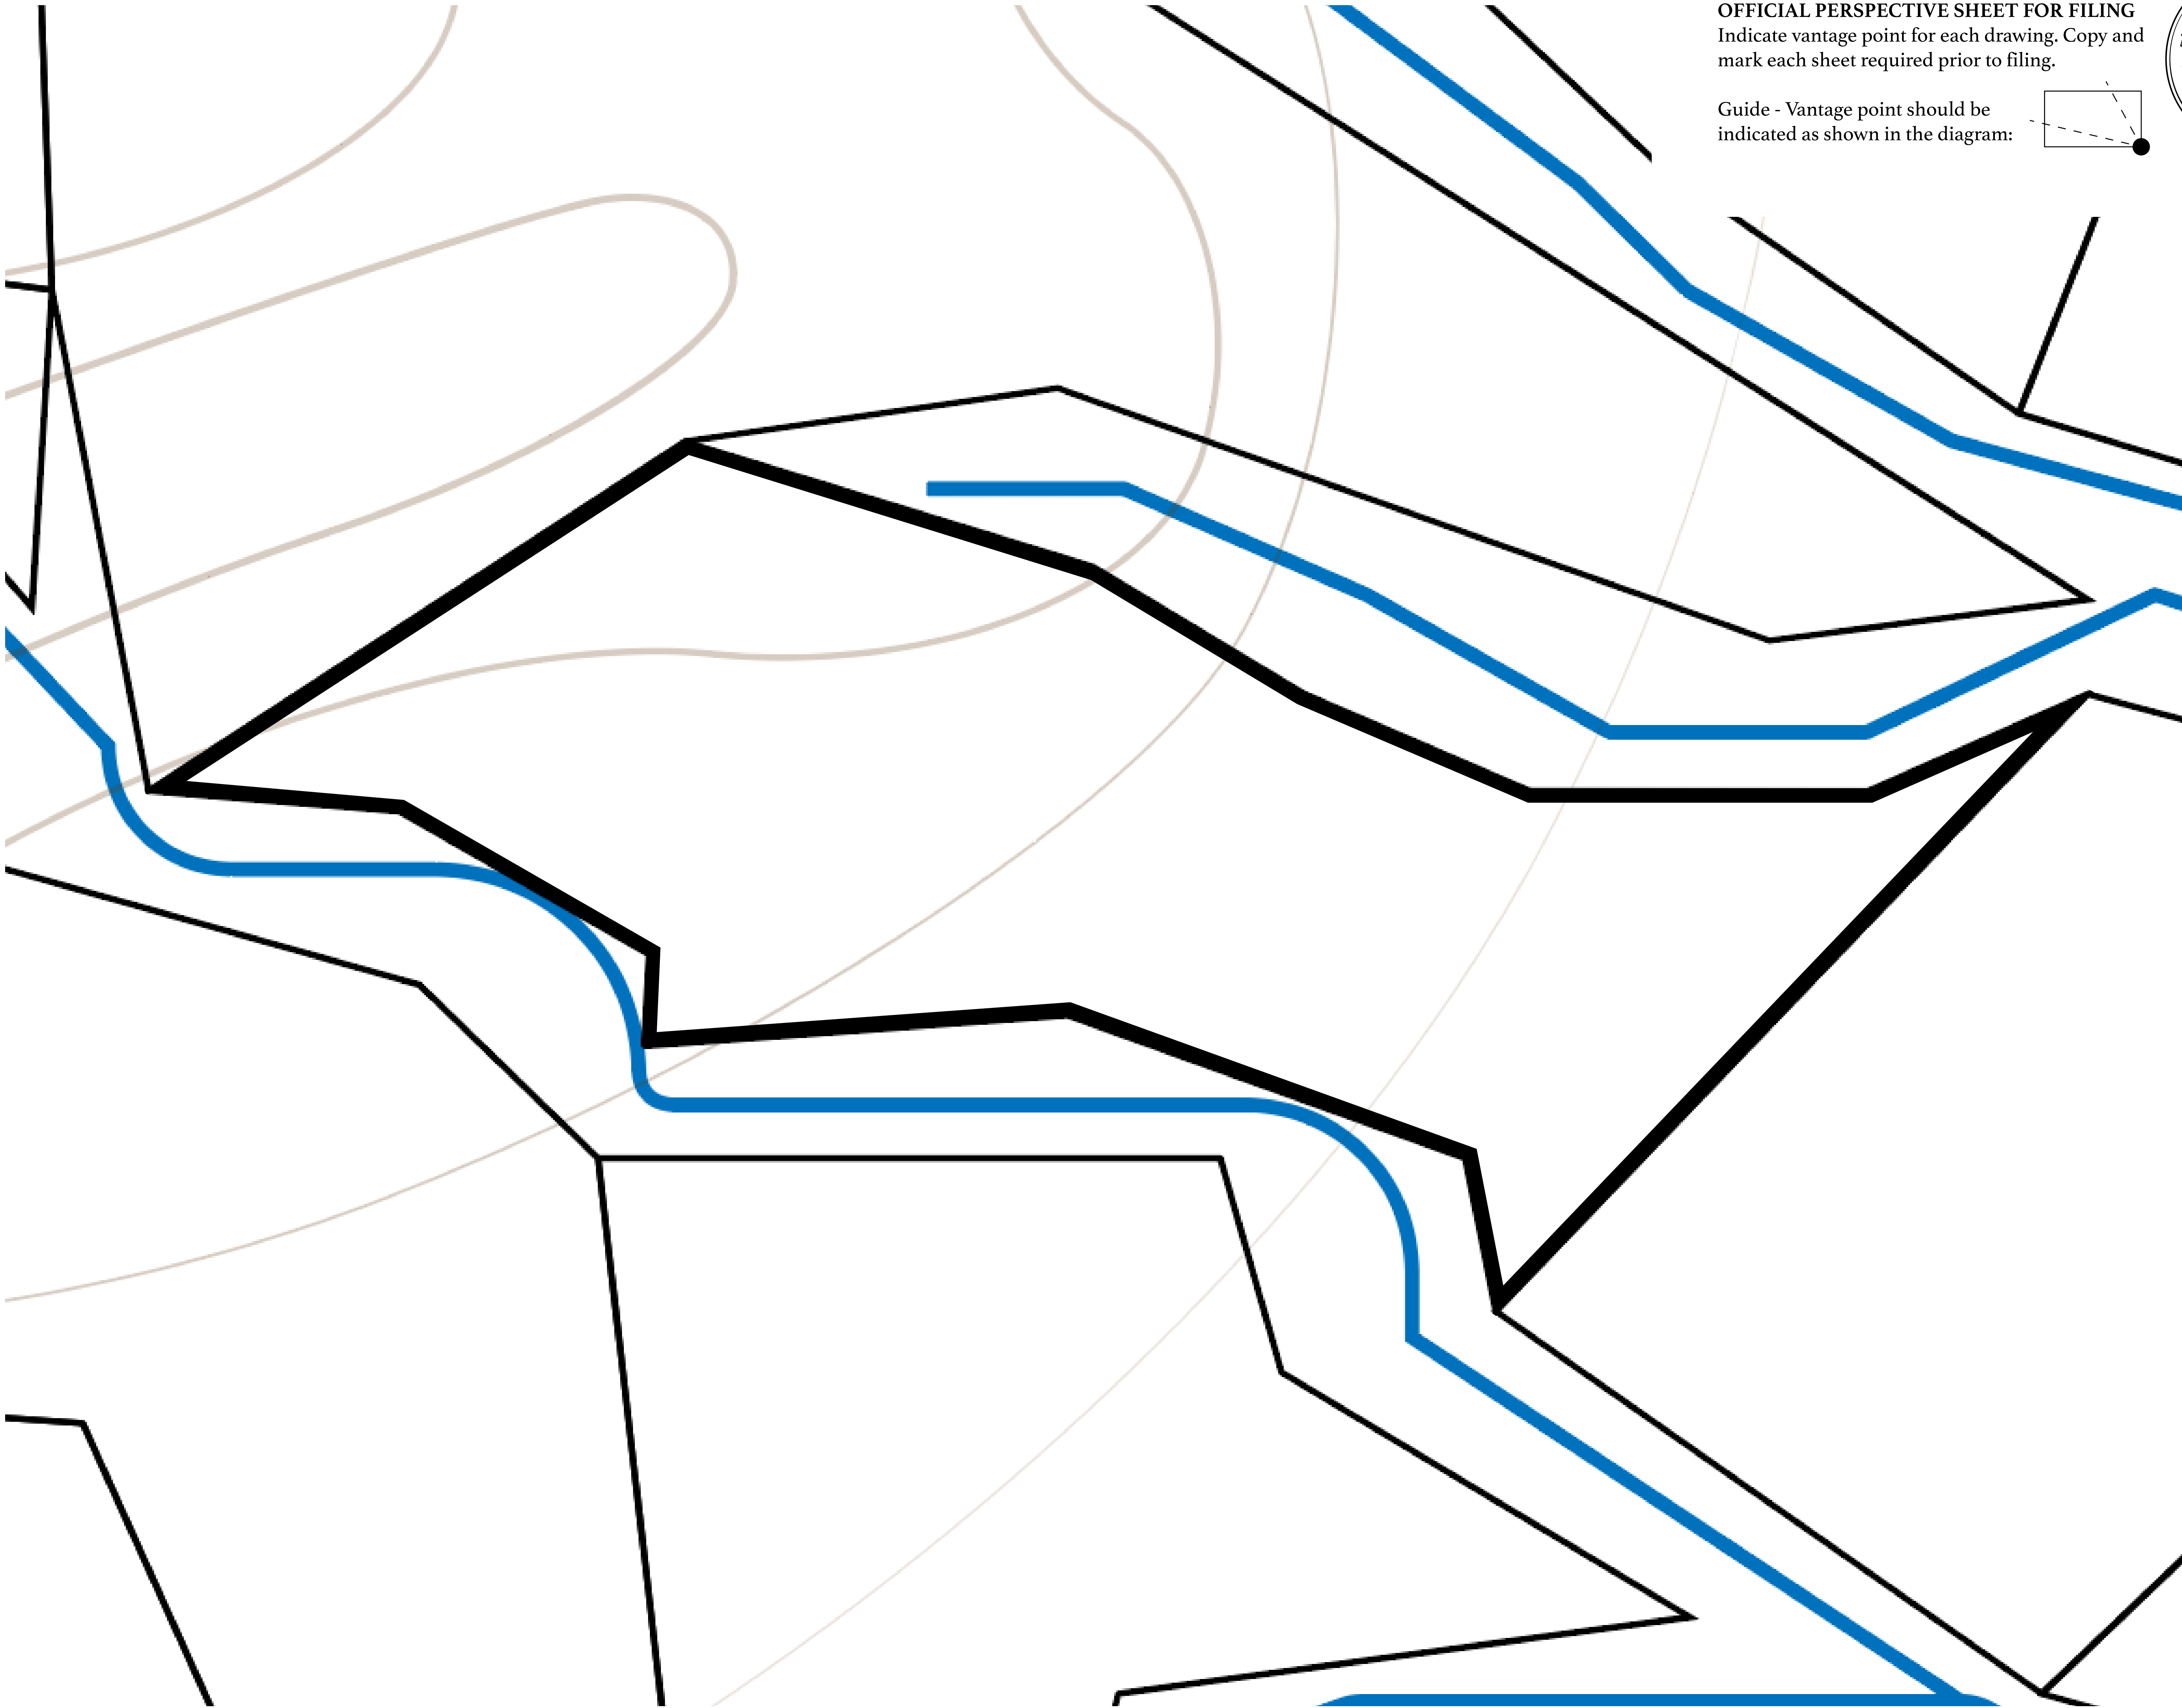 OFFICIAL PERSPECTIVE SHEET FOR FILING
Indicate vantage point for each drawing. Copy and
mark each sheet required prior to filing.
Guide - Vantage point should be
indicated as shown in the diagram: